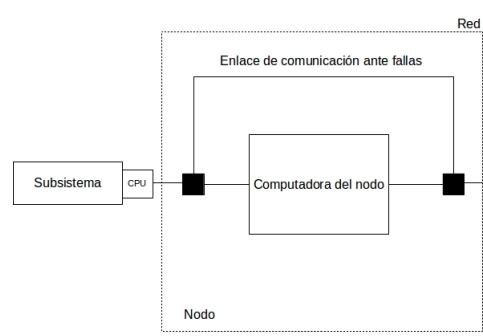 Red
Enlace de comunicación ante fallas
Subsistema
CPU
Computadora del nodo
Nodo